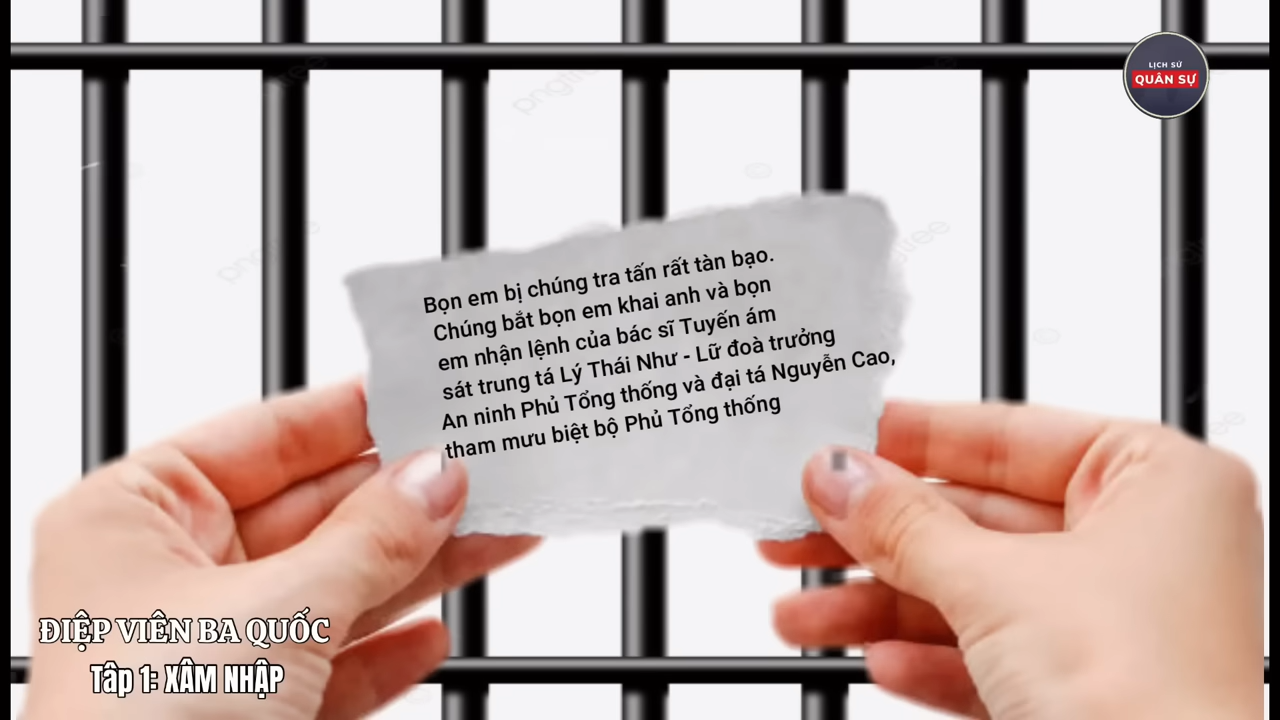 LỊCH SỬ
QUÂN SỰ
Bọn em bị chúng tra tấn rất tàn bạo.
Chúng bắt bọn em khai anh và bọn
em nhận lệnh của bác sĩ Tuyến ám
sát trung tá Lý Thái Như - Lữ đoà trưởng
An ninh Phủ Tổng thống và đại tá Nguyễn Cao,
tham mưu biệt bộ Phủ Tổng thống
ĐIỆP VIÊN BA QUỐC
Tâp 1: XÂM NHẬP
pngtree
pngtree